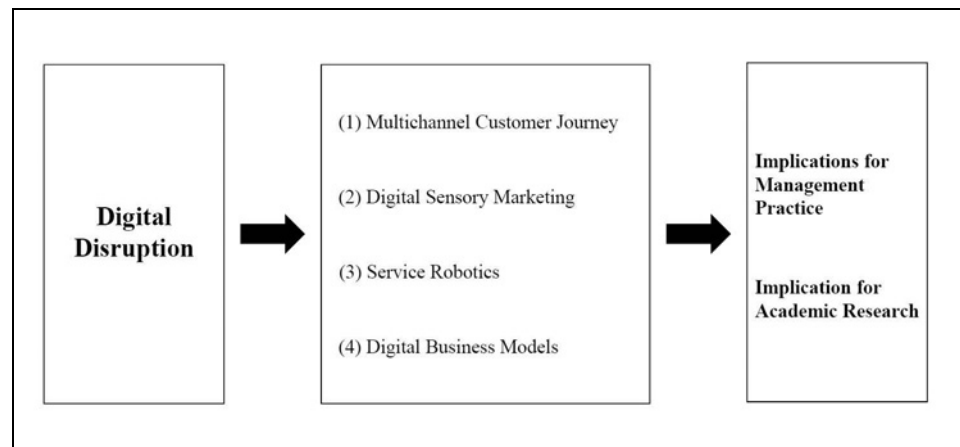 Digital
Disruption
(1) Multichannel Customer Journey
(2) Digital Sensory Marketing
(3) Service Robotics
(4) Digital Business Models
Implications for
Management
Practice
Implication for
Academic Research